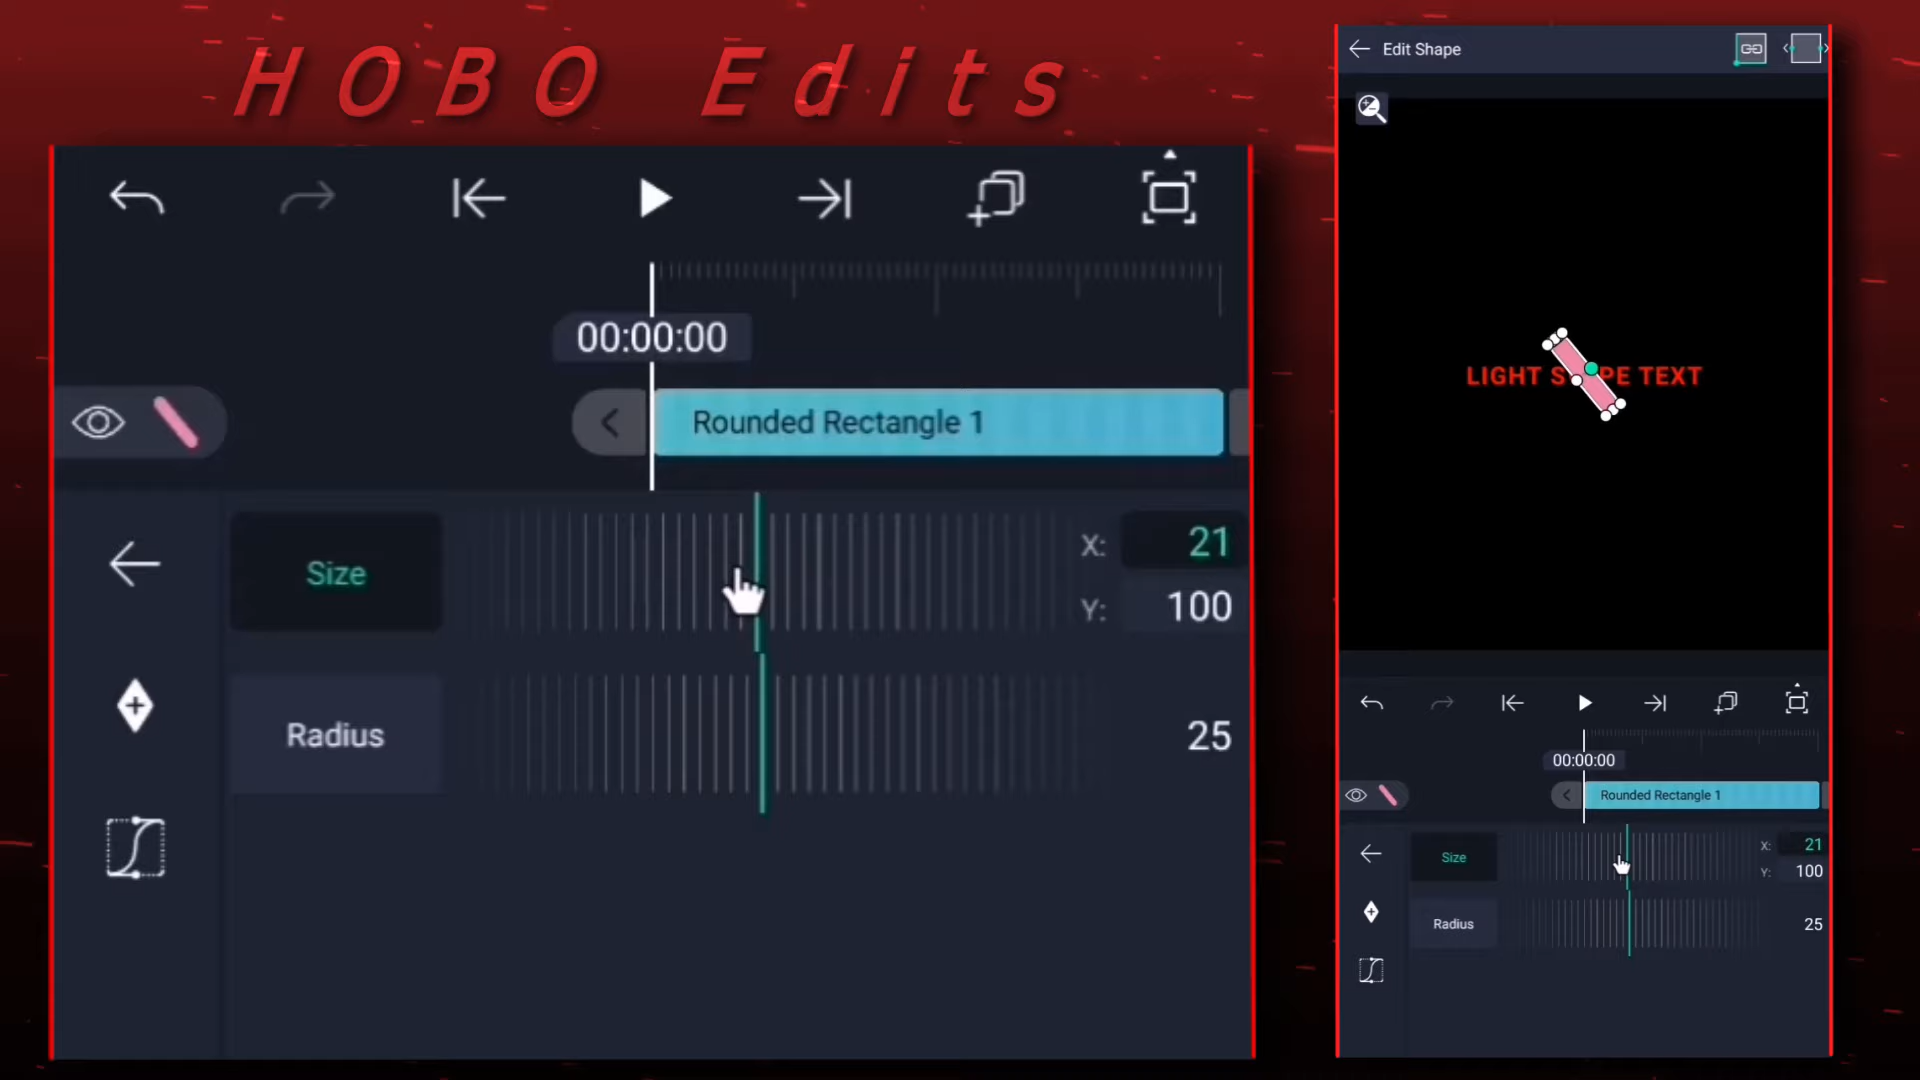 HOBO Edits
00:00:00
Rounded Rectangle 1
Size
X: 21
Y: 100
Radius
25
Edit Shape
LIGHT S PE TEXT
00:00:00
Rounded Rectangle 1
Size
X: 21
Y: 100
Radius
25